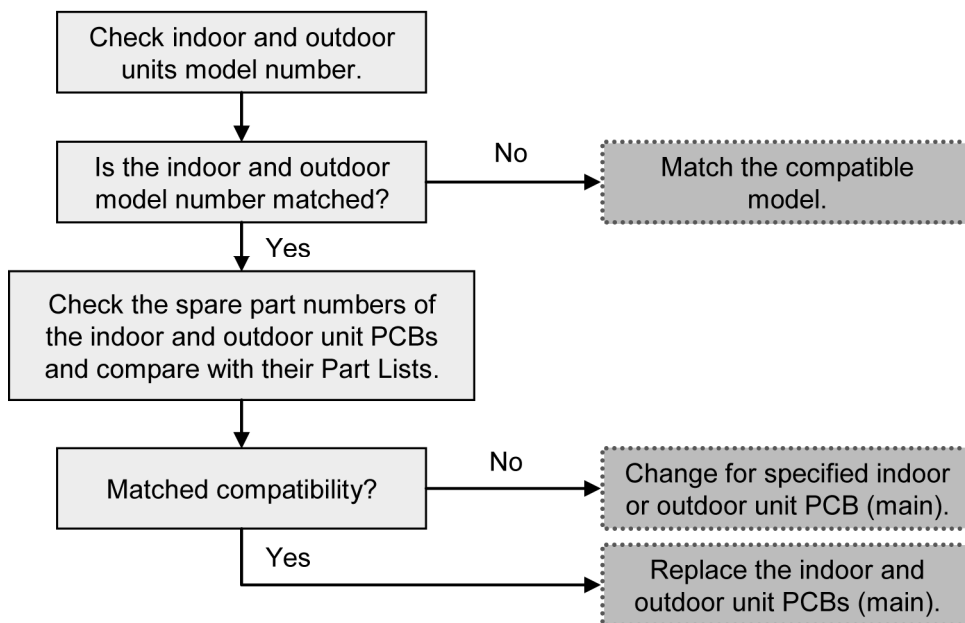 Check indoor and outdoor
units model number.
Is the indoor and outdoor
model number matched?
No
Match the compatible
model.
Yes
Check the spare part numbers of
the indoor and outdoor unit PCBs
and compare with their Part Lists.
Matched compatibility?
No
Change for specified indoor
or outdoor unit PCB (main).
Yes
Replace the indoor and
outdoor unit PCBs (main).